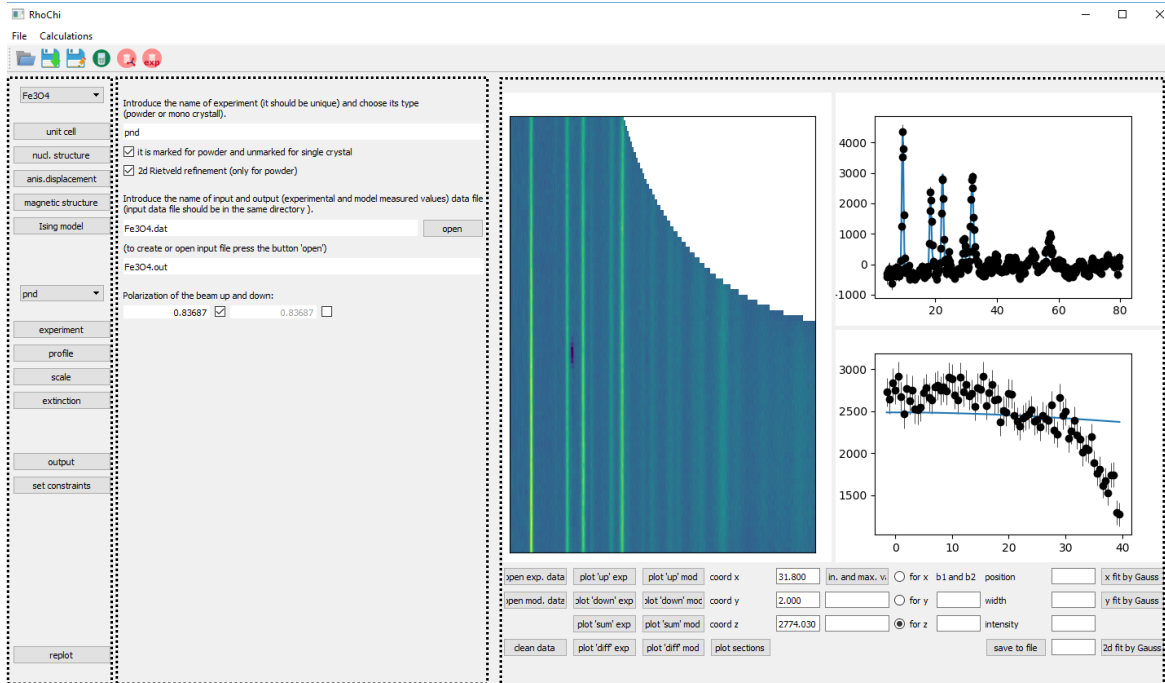 RhoChi
File Calculations
exp
Fe3O4
unit cell
nucl. structure
anis.displacement
magnetic structure
Ising model
pnd
experiment
profile
scale
extinction
output
set constraints
replot
Introduce the name of experiment (it should be unique) and choose its type
(powder or mono crystall).
pnd
it is marked for powder and unmarked for single crystal
2d Rietveld refinement (only for powder)
Introduce the name of input and output (experimental and model measured values) data file
(input data file should be in the same directory ).
Fe3O4.dat open
(to create or open input file press the button 'open')
Fe3O4.out
Polarization of the beam up and down:
0.83687 0.83687
4000
3000
2000
1000
0
-1000
20 40 60 80
3000
2500
2000
1500
0 10 20 30 40
open exp. data plot 'up' exp plot 'up' mod coord x 31.800 in. and max. va for x b1 and b2 position x fit by Gauss
open mod. data plot 'down' exp plot 'down' mod coord y 2.000 for y width y fit by Gauss
plot 'sum' exp plot 'sum' mod coord z 2774.030 for z intensity
clean data plot 'diff' exp plot 'diff' mod plot sections save to file 2d fit by Gauss